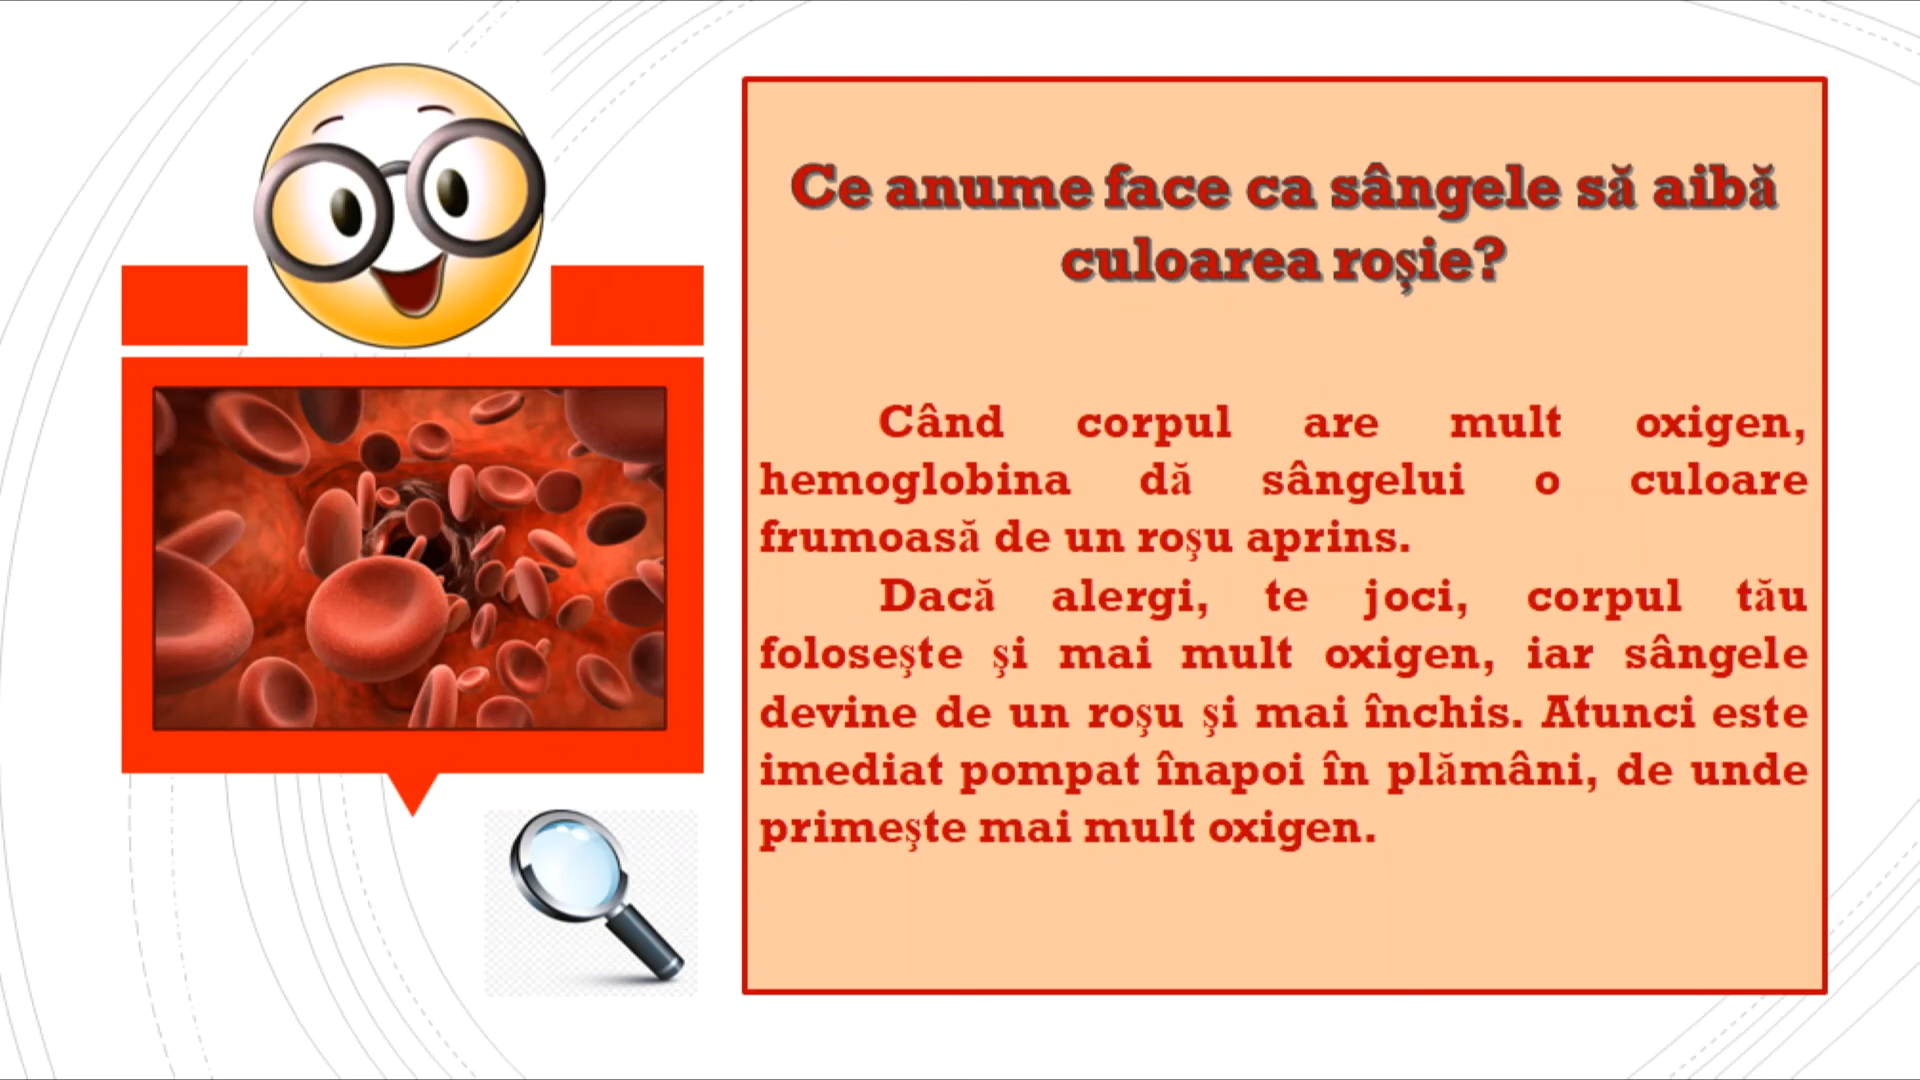 Ce anume face ca sângele să aibă
culoarea roșie?
Când corpul are mult oxigen,
hemoglobina dă sângelui o culoare
frumoasă de un roşu aprins.
Dacă alergi, te joci, corpul tău
foloseşte şi mai mult oxigen, iar sângele
devine de un roşu şi mai închis. Atunci este
imediat pompat înapoi în plămâni, de unde
primeşte mai mult oxigen.